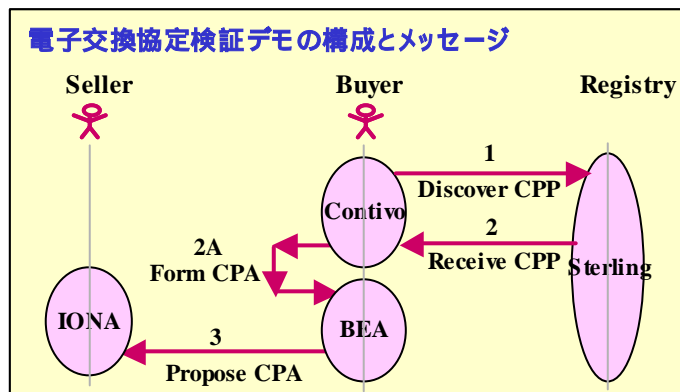 電子交換協定検証デモの構成とメッセージ
Seller
Buyer
Registry
1
Discover CPP
Contivo
2
Receive CPP
Sterling
2A
Form CPA
IONA
BEA
3
Propose CPA